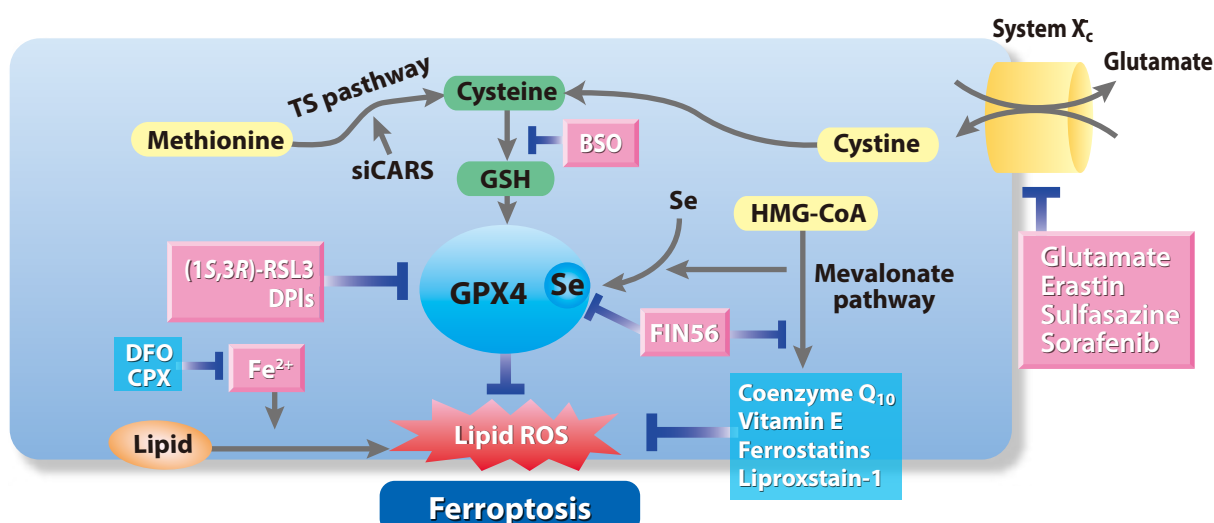 System X⁻c
Glutamate
TS pasthway
Cysteine
Methionine
BSO
Cystine
siCARS
GSH
Se
HMG-CoA
(1S,3R)-RSL3
DPls
GPX4
Se
Mevalonate
pathway
Glutamate
Erastin
Sulfasazine
Sorafenib
FIN56
DFO
CPX
Fe²⁺
Coenzyme Q₁₀
Vitamin E
Ferrostatins
Liproxstain-1
Lipid
Lipid ROS
Ferroptosis